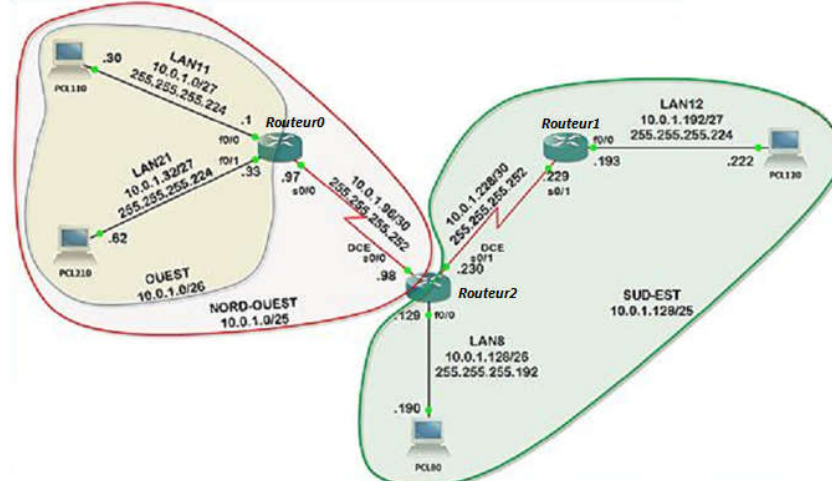 .30
LAN11
10.0.1.0/27
255.255.255.224
.1
f0/0
Routeur0
LAN21
10.0.1.32/27
255.255.255.224
f0/1
.33
.62
.97
s0/0
10.0.1.96/30
255.255.255.252
DCE
s0/0
.98
OUEST
10.0.1.0/26
NORD-OUEST
10.0.1.0/25
Routeur1
f0/0
.193
LAN12
10.0.1.192/27
255.255.255.224
.222
.229
s0/1
10.0.1.228/30
255.255.255.252
DCE
s0/1
.230
Routeur2
.129
f0/0
LAN8
10.0.1.128/26
255.255.255.192
.190
PCL80
SUD-EST
10.0.1.128/25